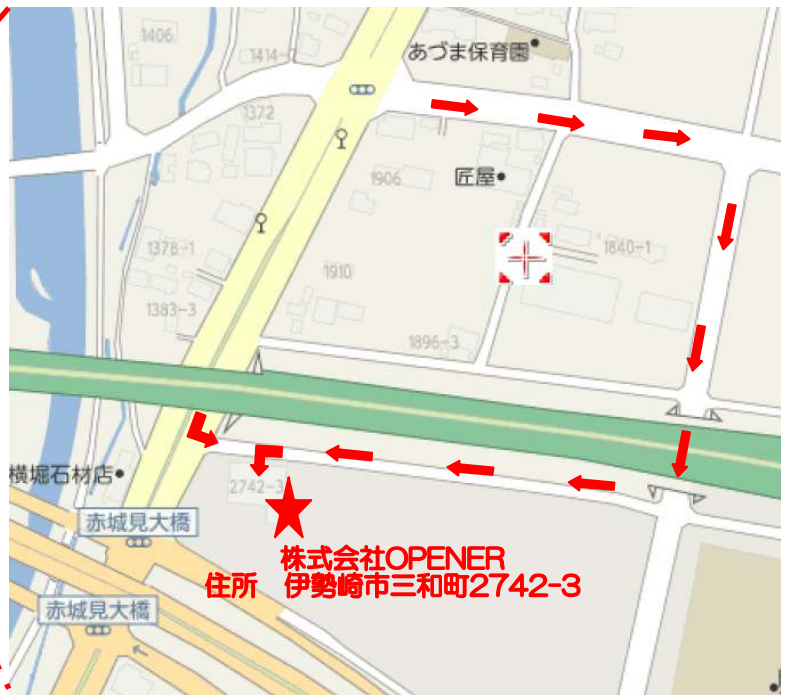 1406
1414-2
あづま保育園
1372
1906
匠屋
1378-1
1840-1
1910
1383-3
1896-3
横堀石材店
2742-3
赤城見大橋
株式会社OPENER
住所 伊勢崎市三和町2742-3
赤城見大橋